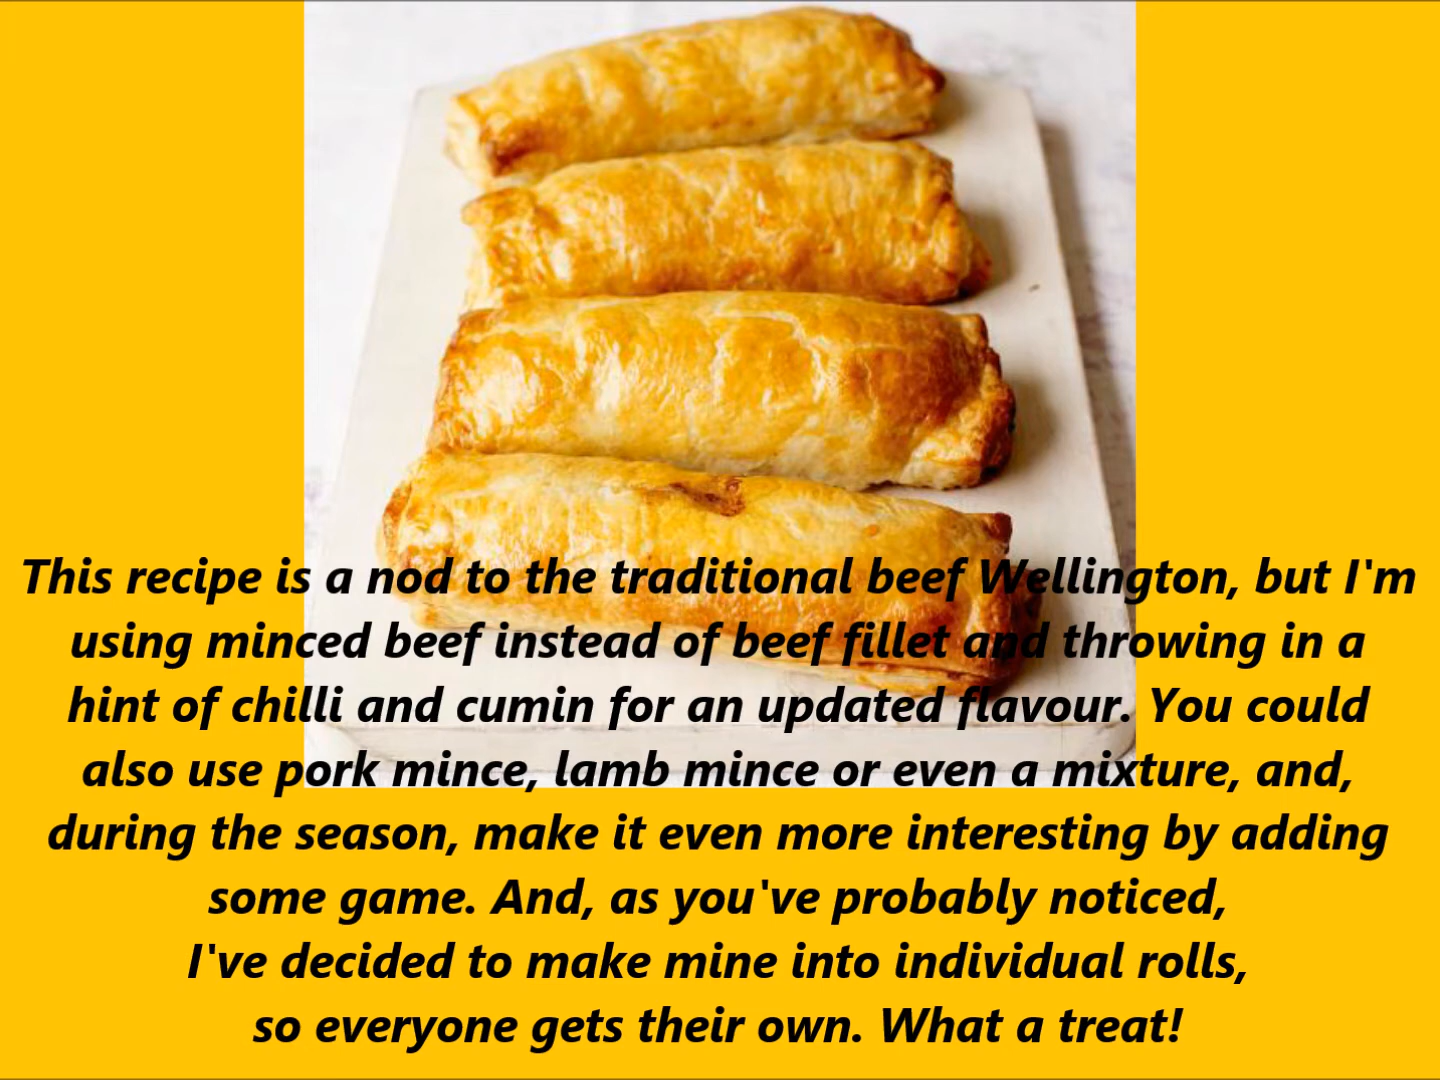 This recipe is a nod to the traditional beef Wellington, but I'm
using minced beef instead of beef fillet and throwing in a
hint of chilli and cumin for an updated flavour. You could
also use pork mince, lamb mince or even a mixture, and,
during the season, make it even more interesting by adding
some game. And, as you've probably noticed,
I've decided to make mine into individual rolls,
so everyone gets their own. What a treat!